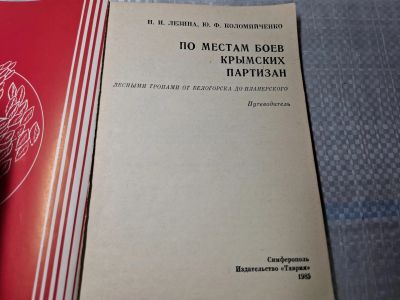 И. Н. ЛЕЗИНА, Ю. Ф. КОЛОМИЙЧЕНКО
ПО МЕСТАМ БОЕВ
КРЫМСКИХ
ПАРТИЗАН
ЛЕСНЫМИ ТРОПАМИ ОТ БЕЛОГОРСКА ДО ПЛАНЕРСКОГО
Путеводитель
Симферополь
Издательство «Таврия»
1985